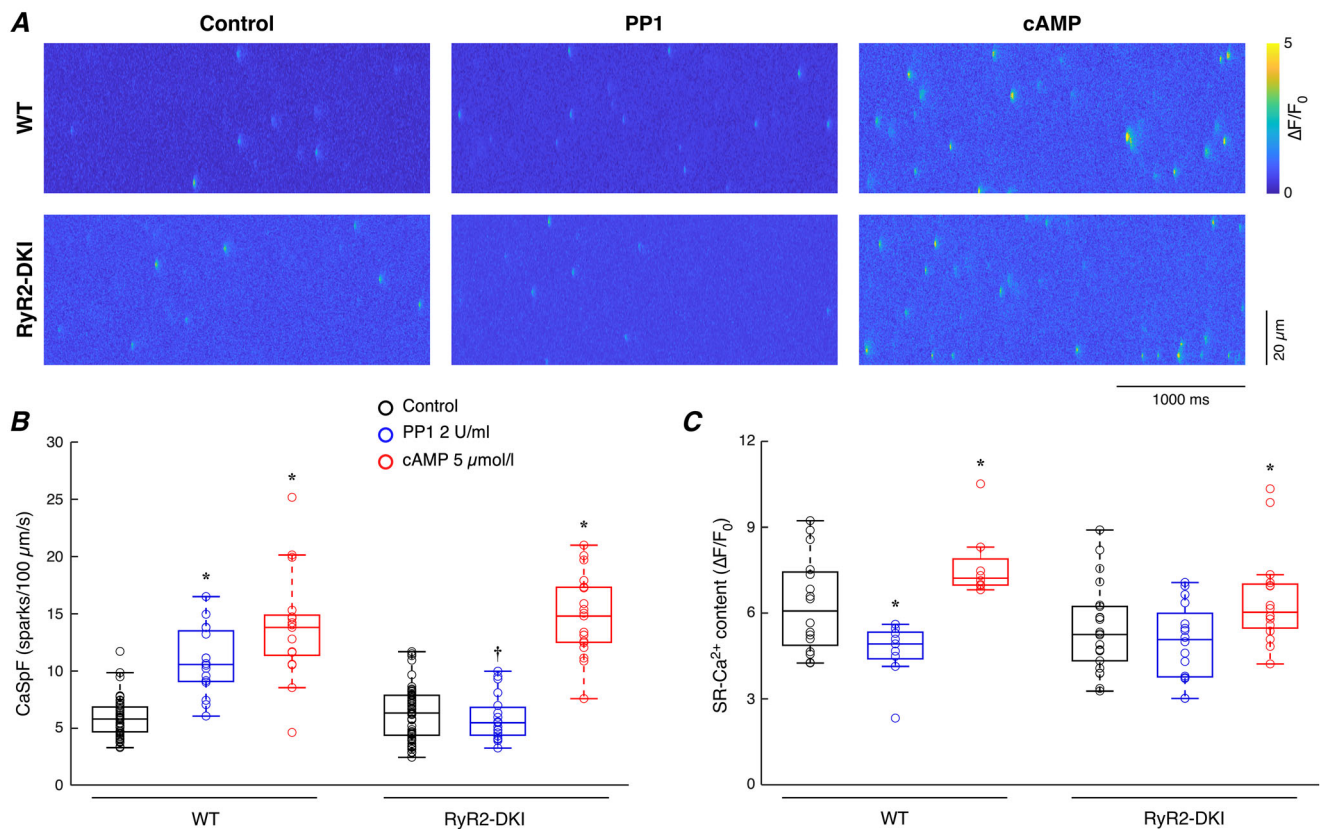 A
Control
PP1
cAMP
WT
5
ΔF/F0
0
RyR2-DKI
20 µm
1000 ms
B
Control
PP1 2 U/ml
cAMP 5 µmol/l
CaSpF (sparks/100 µm/s)
30
25
20
15
10
5
0
*
*
†
*
WT
RyR2-DKI
C
SR-Ca²⁺ content (ΔF/F0)
12
9
6
3
0
*
*
*
WT
RyR2-DKI